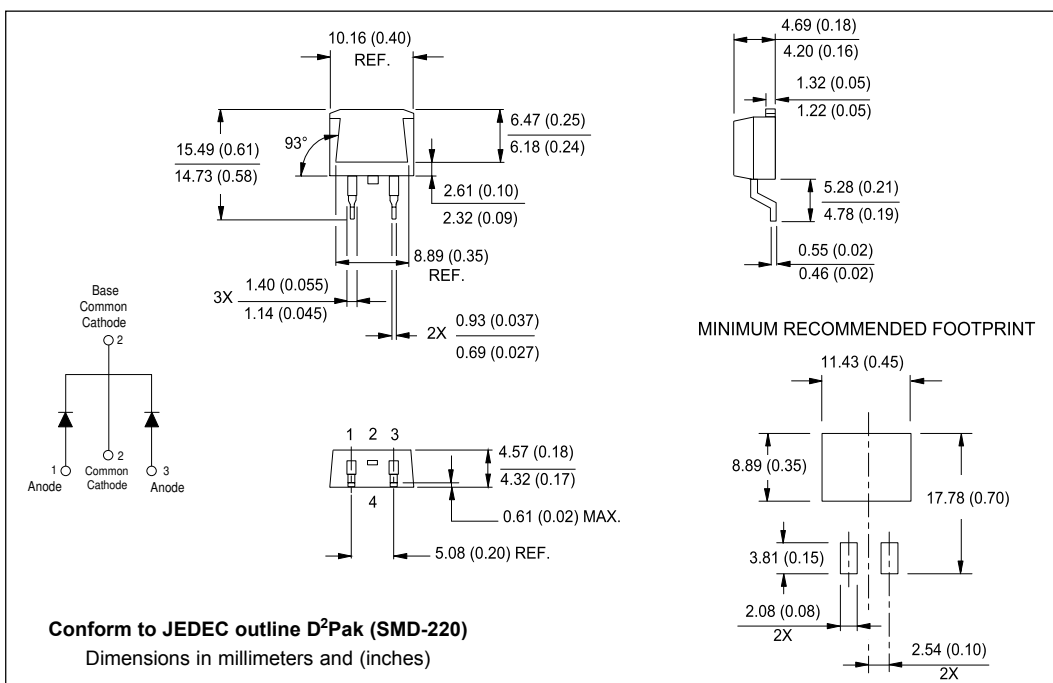 10.16 (0.40)
REF.
15.49 (0.61)
14.73 (0.58)
93°
6.47 (0.25)
6.18 (0.24)
2.61 (0.10)
2.32 (0.09)
8.89 (0.35)
REF.
3X
1.40 (0.055)
1.14 (0.045)
2X
0.93 (0.037)
0.69 (0.027)
4.69 (0.18)
4.20 (0.16)
1.32 (0.05)
1.22 (0.05)
5.28 (0.21)
4.78 (0.19)
0.55 (0.02)
0.46 (0.02)
Base
Common
Cathode
2
1
Anode
2
Common
Cathode
3
Anode
1 2 3
4
4.57 (0.18)
4.32 (0.17)
0.61 (0.02) MAX.
5.08 (0.20) REF.
MINIMUM RECOMMENDED FOOTPRINT
11.43 (0.45)
8.89 (0.35)
17.78 (0.70)
3.81 (0.15)
2.08 (0.08)
2X
2.54 (0.10)
2X
Conform to JEDEC outline D²Pak (SMD-220)
Dimensions in millimeters and (inches)